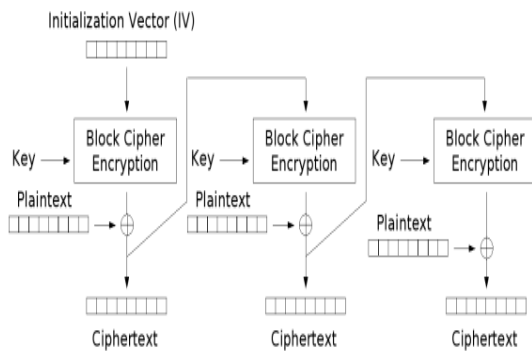 Initialization Vector (IV)
Block Cipher
Encryption
Block Cipher
Encryption
Block Cipher
Encryption
Key
Key
Key
Plaintext
Plaintext
Plaintext
Ciphertext
Ciphertext
Ciphertext